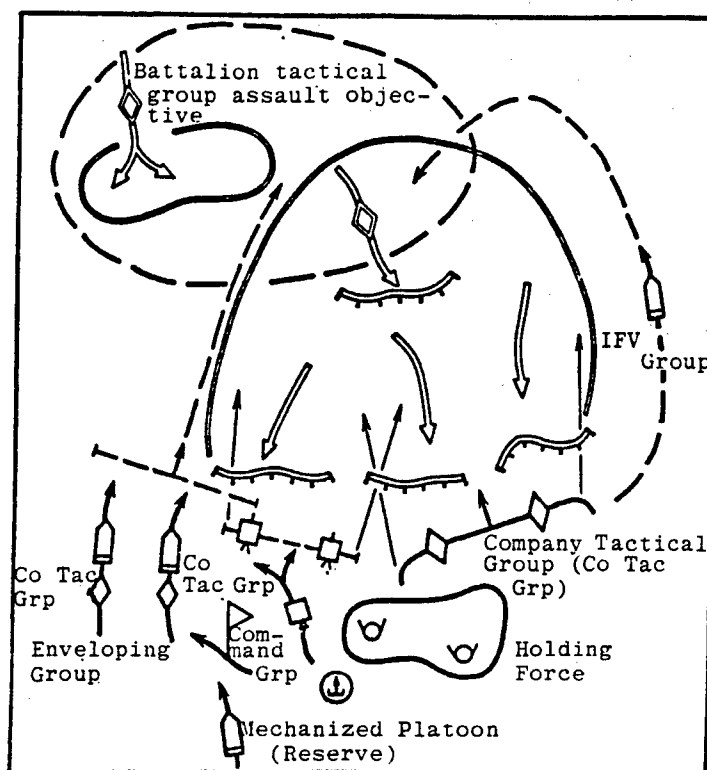 Battalion tactical
group assault objec-
tive
IFV
Group
Company Tactical
Group (Co Tac
Grp)
Co Tac
Grp
Co
Tac Grp
Enveloping
Group
Com-
mand
Grp
Holding
Force
Mechanized Platoon
(Reserve)